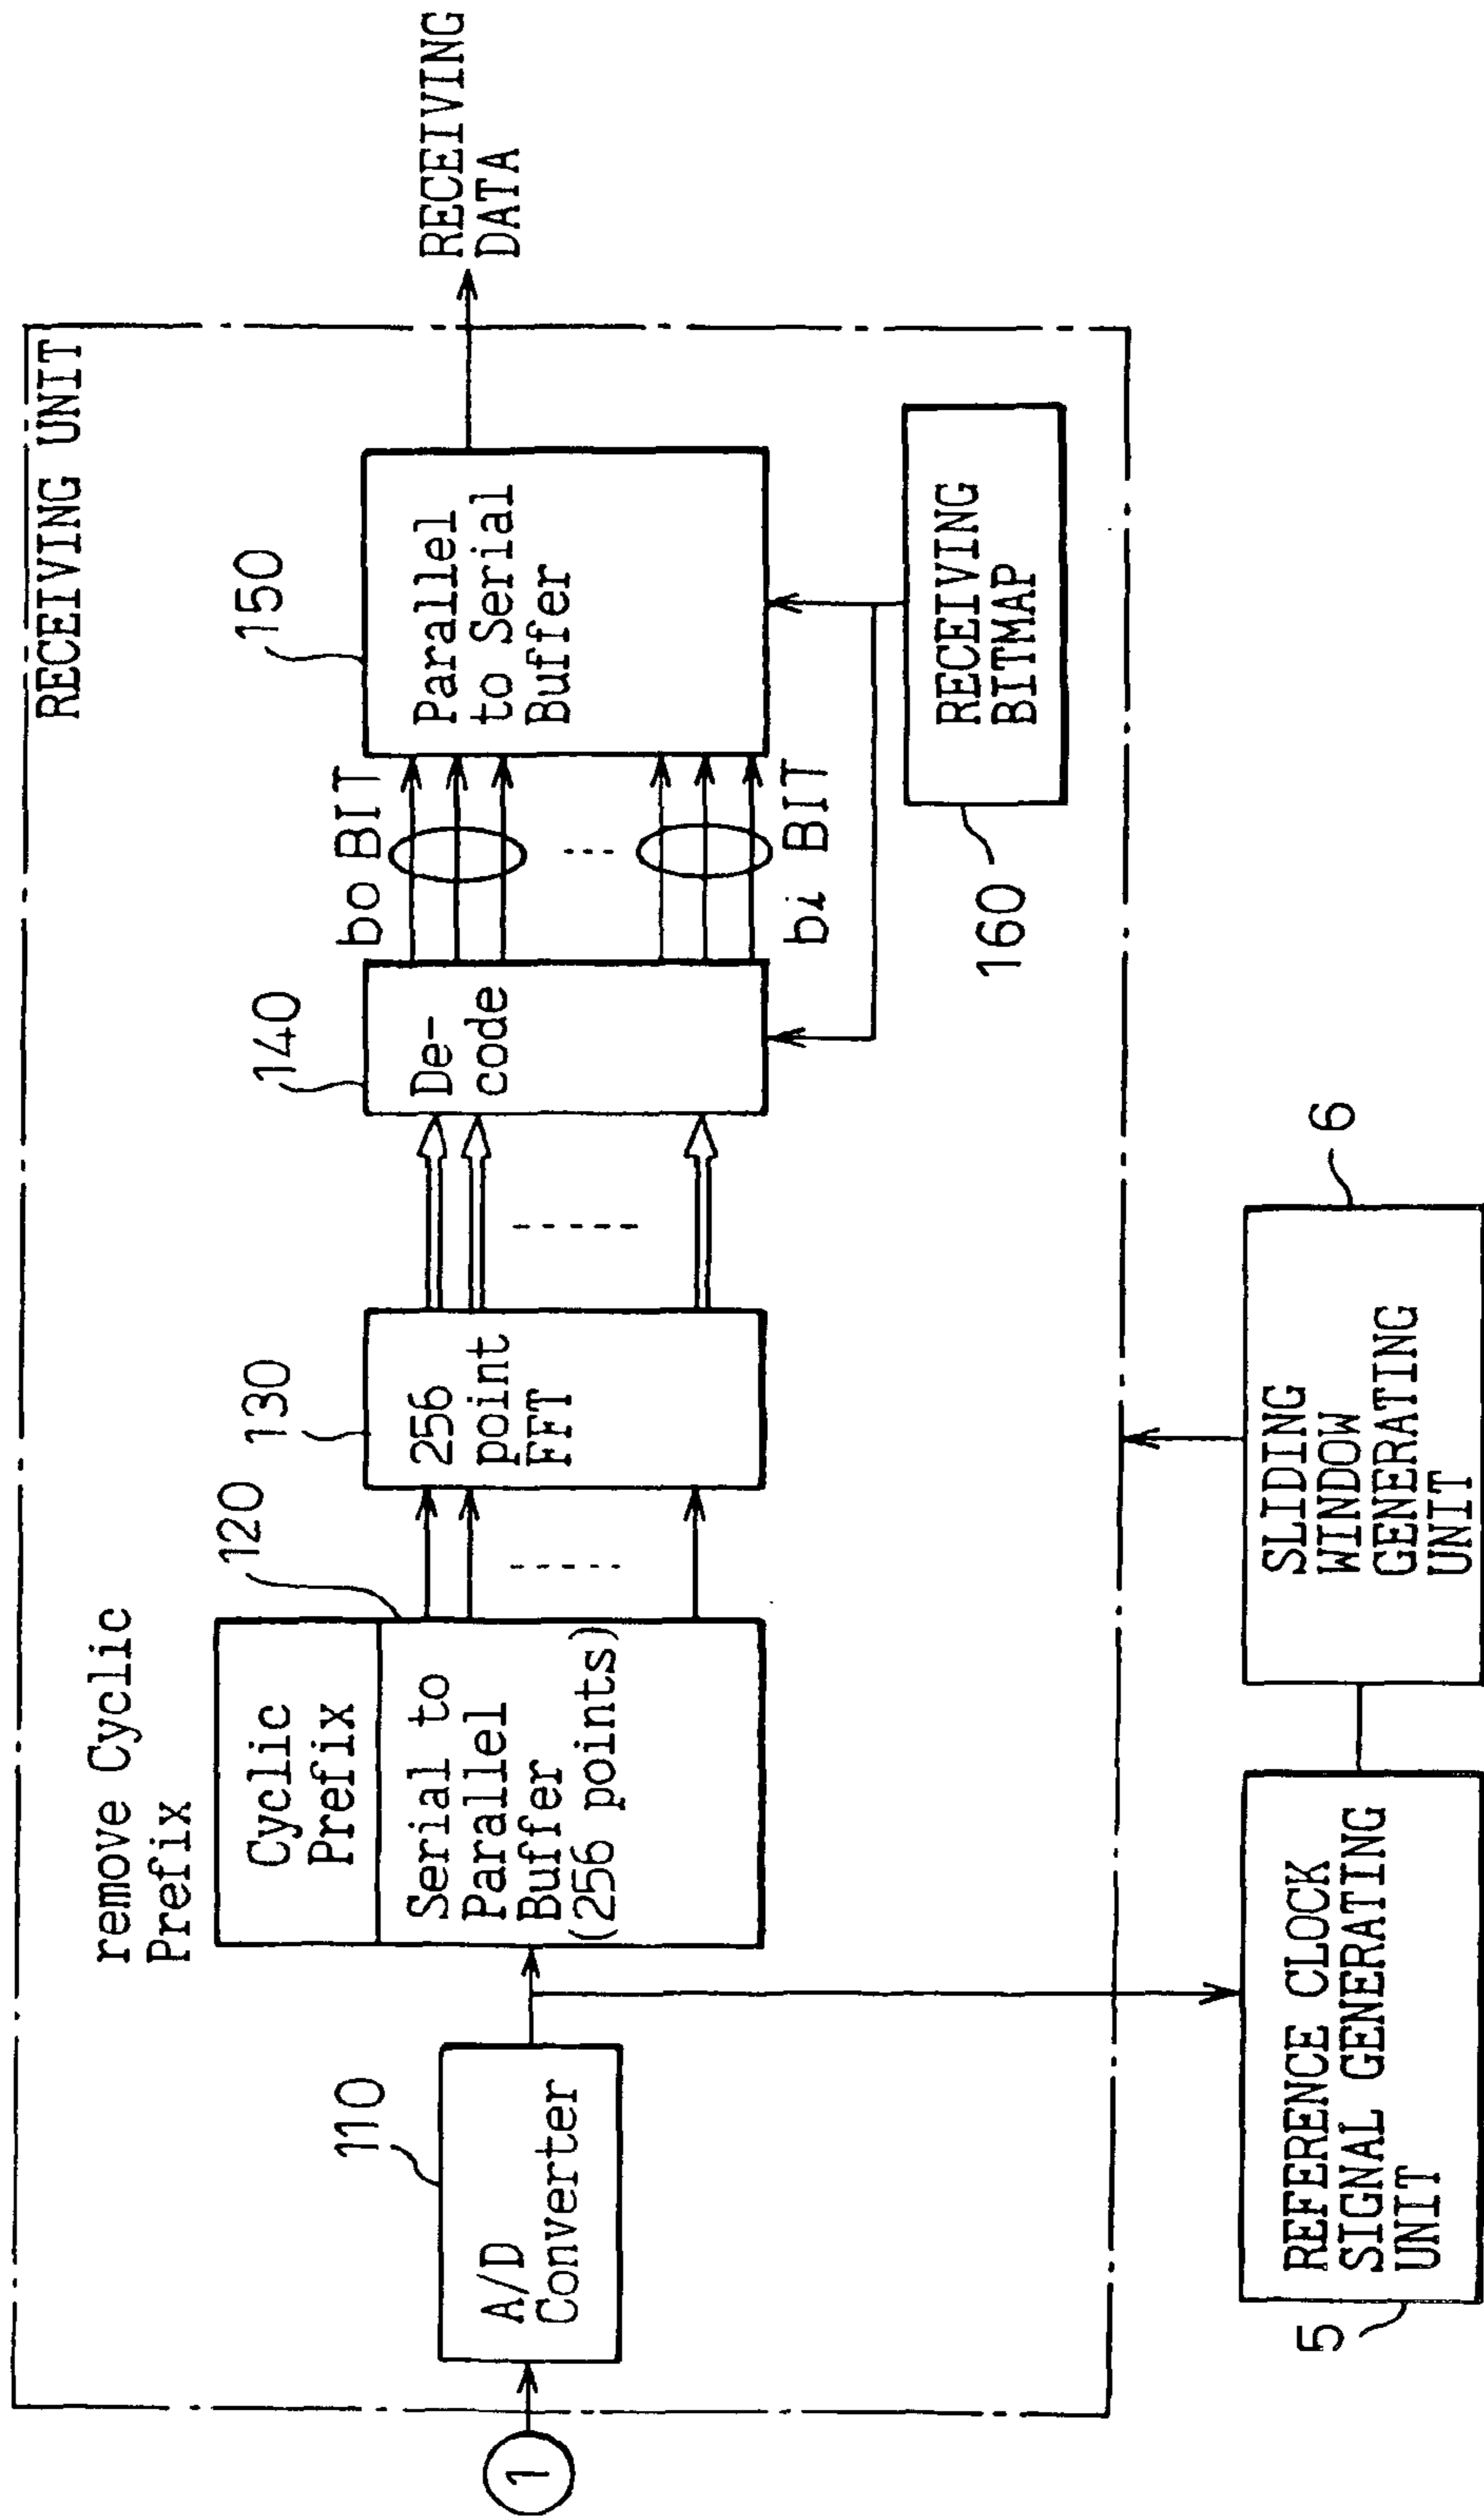 RECEIVING UNIT
remove Cyclic
Prefix
120
130
140
150
bo BIT
RECEIVING
DATA
110
Cyclic
Prefix
Serial to
Parallel
Buffer
(256 points)
256
point
FFT
De-
code
Parallel
to Serial
Buffer
1
A/D
Converter
bi BIT
RECEIVING
BITMAP
160
5
REFERENCE CLOCK
SIGNAL GENERATING
UNIT
SLIDING
WINDOW
GENERATING
UNIT
6